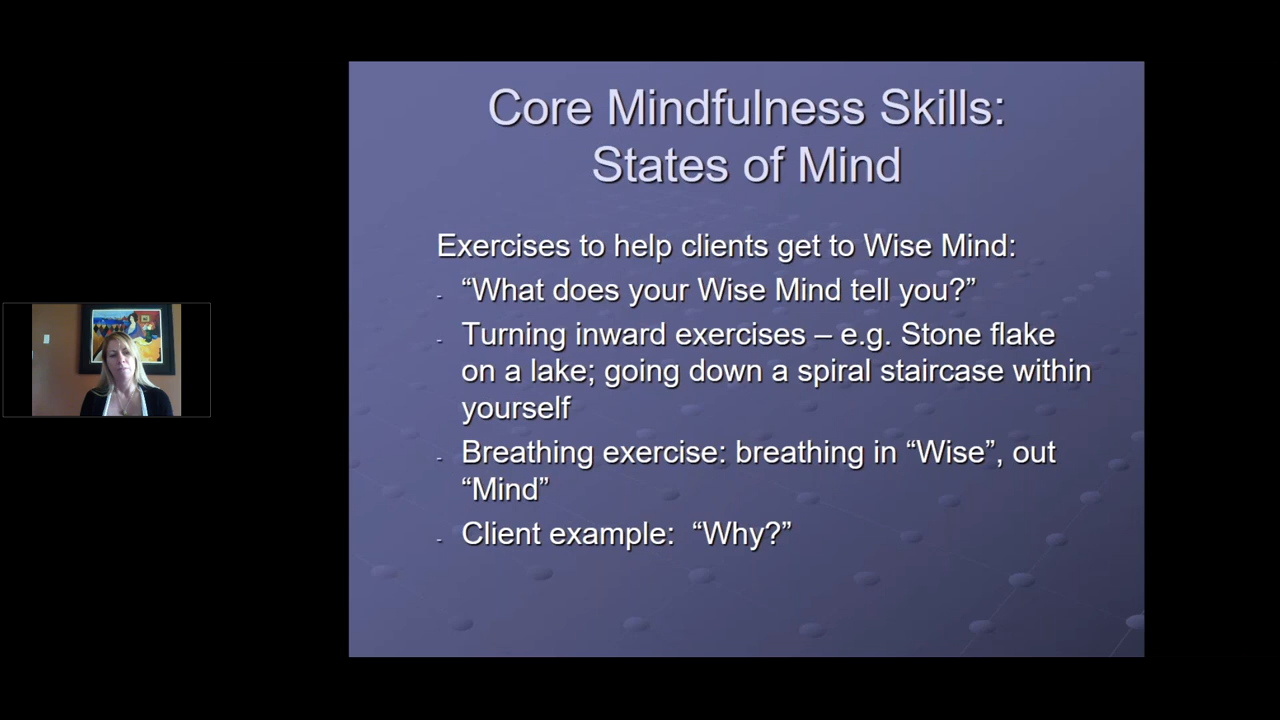 Core Mindfulness Skills:
States of Mind
Exercises to help clients get to Wise Mind:
- “What does your Wise Mind tell you?”
- Turning inward exercises – e.g. Stone flake
on a lake; going down a spiral staircase within
yourself
- Breathing exercise: breathing in “Wise”, out
“Mind”
- Client example:  “Why?”